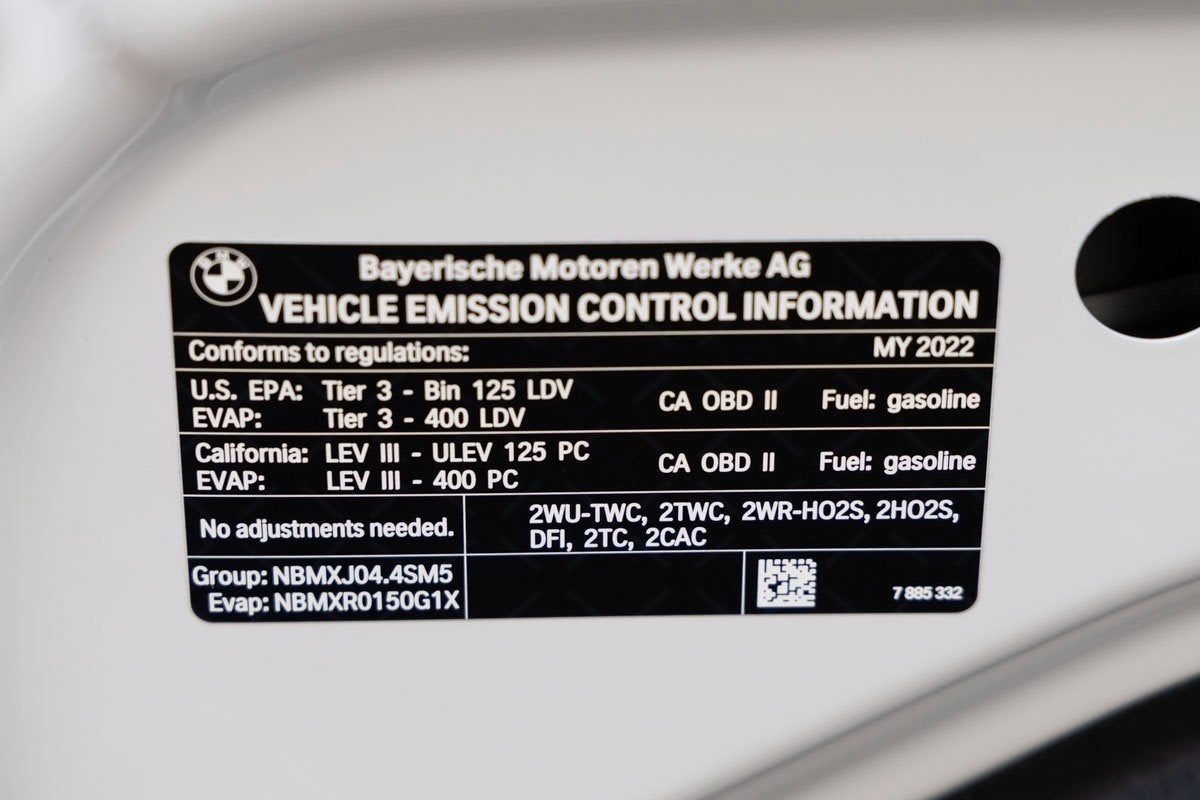 BMW
Bayerische Motoren Werke AG
VEHICLE EMISSION CONTROL INFORMATION
Conforms to regulations: MY 2022
U.S. EPA: Tier 3 - Bin 125 LDV CA OBD II Fuel: gasoline
EVAP: Tier 3 - 400 LDV
California: LEV III - ULEV 125 PC CA OBD II Fuel: gasoline
EVAP: LEV III - 400 PC
No adjustments needed.
2WU-TWC, 2TWC, 2WR-HO2S, 2HO2S,
DFI, 2TC, 2CAC
Group: NBMXJ04.4SM5
Evap: NBMXR0150G1X
7 885 332